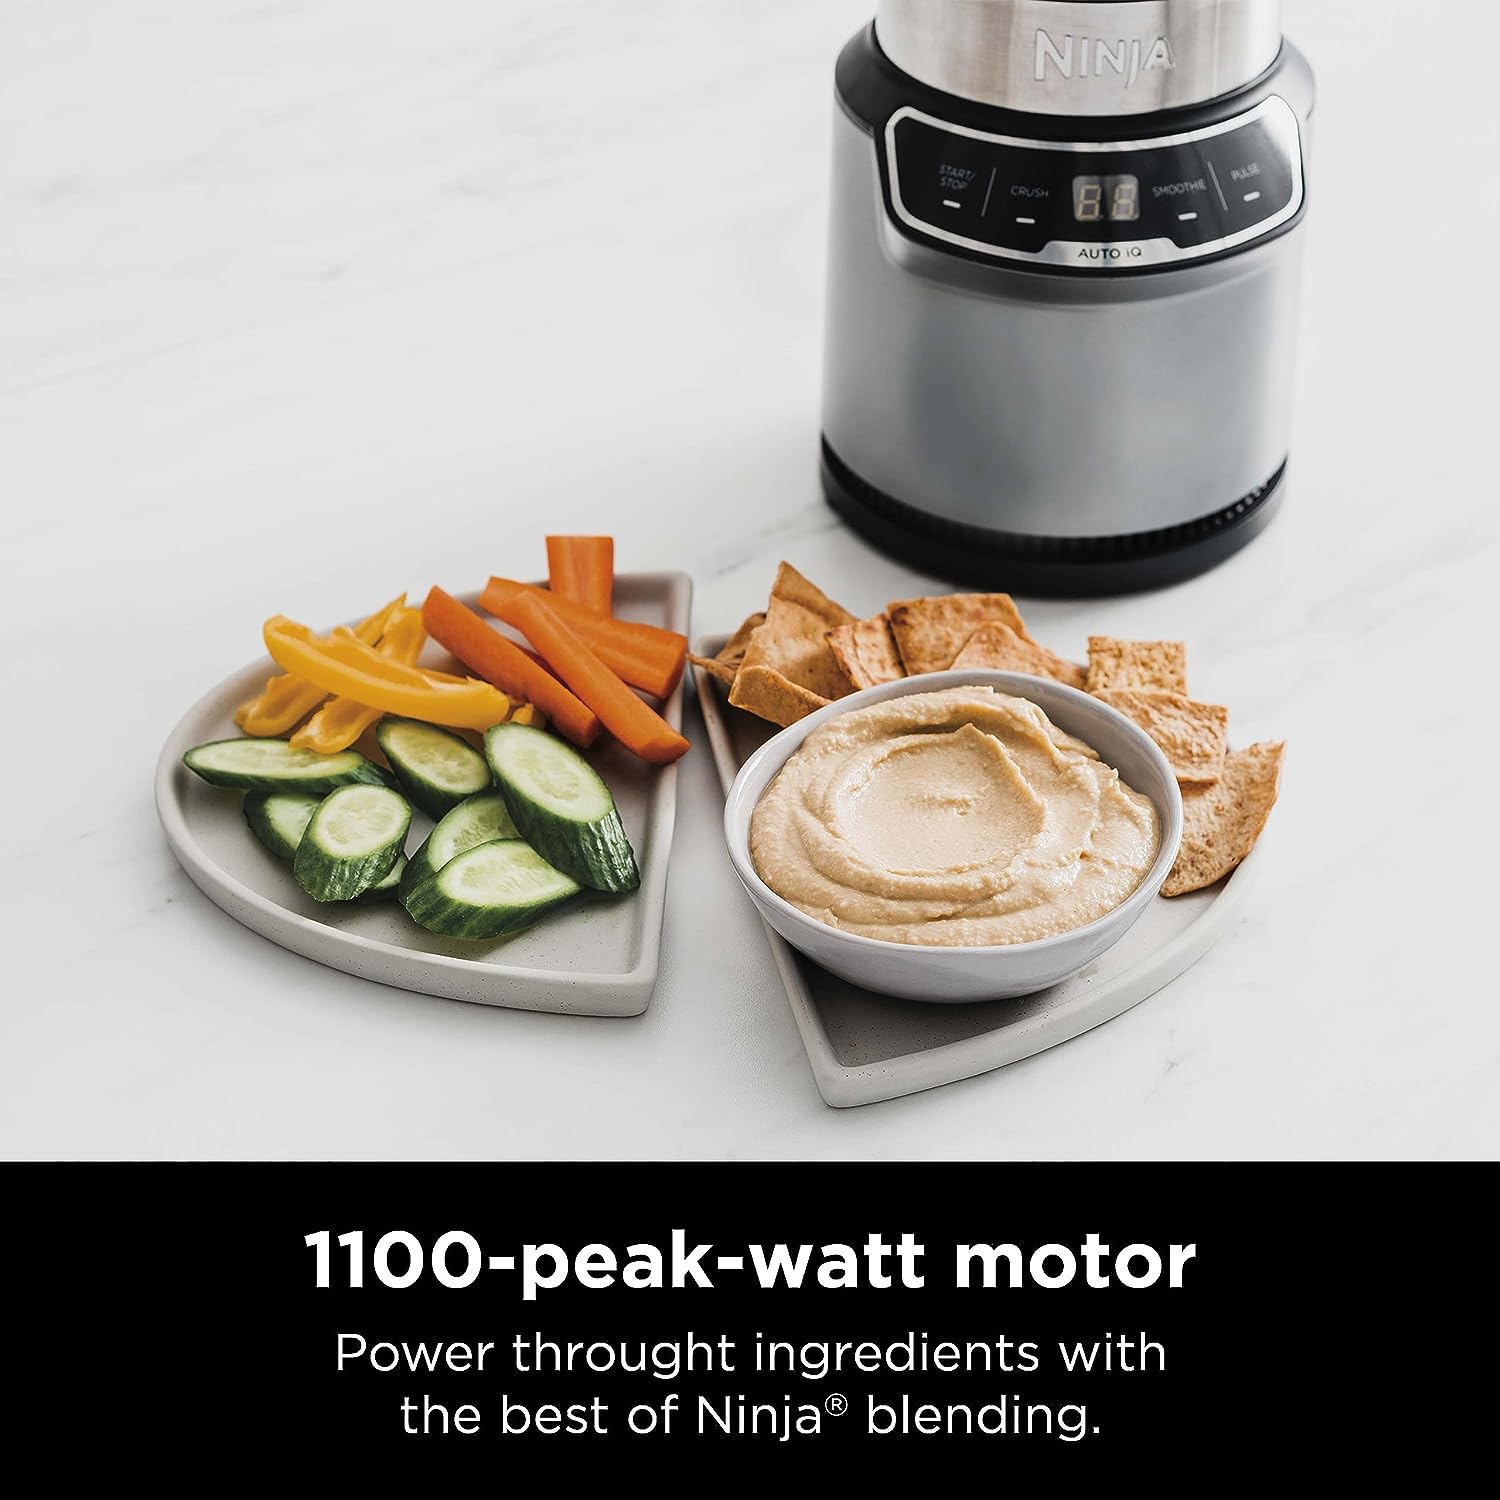 NINJA
START/
STOP
CRUSH
88
SMOOTHIE
PULSE
AUTO iQ
1100-peak-watt motor
Power throught ingredients with
the best of Ninja® blending.